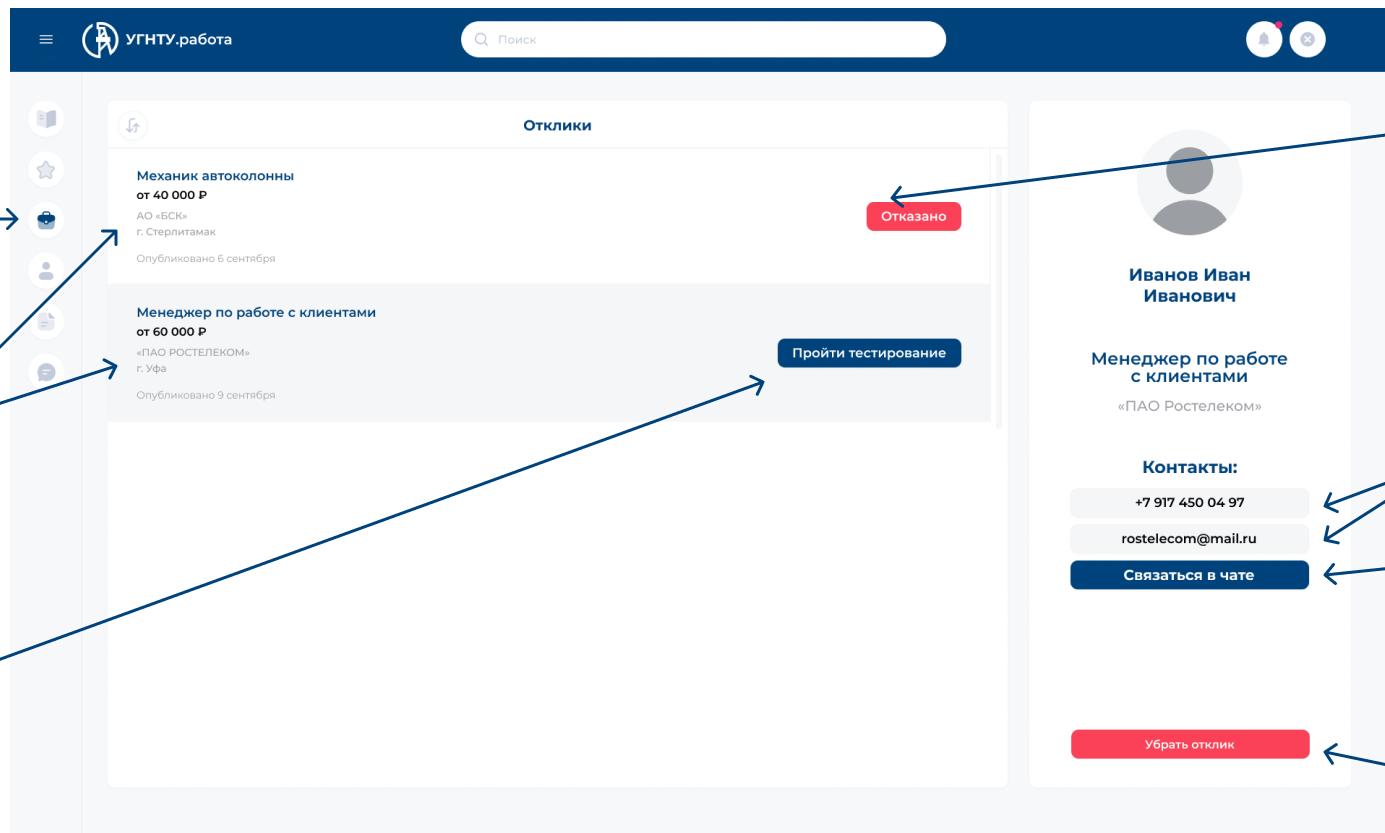 УГНТУ.работа
Поиск
Отклики
Механик автоколонны
от 40 000 ₽
АО «БСК»
г. Стерлитамак
Опубликовано 6 сентября
Отказано
Менеджер по работе с клиентами
от 60 000 ₽
«ПАО РОСТЕЛЕКОМ»
г. Уфа
Опубликовано 9 сентября
Пройти тестирование
Иванов Иван
Иванович
Менеджер по работе
с клиентами
«ПАО Ростелеком»
Контакты:
+7 917 450 04 97
rostelecom@mail.ru
Связаться в чате
Убрать отклик